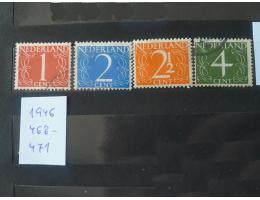 NEDERLAND
1
CENT
NEDERLAND
2
CENT
NEDERLAND
2½
CENT
NEDERLAND
4
CENT
1946
468-
471